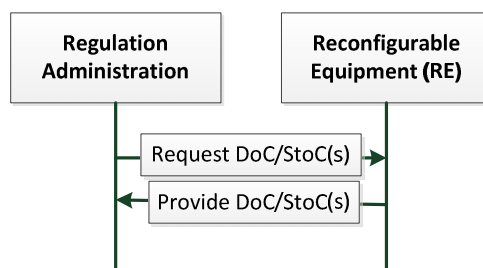 Regulation
Administration
Reconfigurable
Equipment (RE)
Request DoC/StoC(s)
Provide DoC/StoC(s)